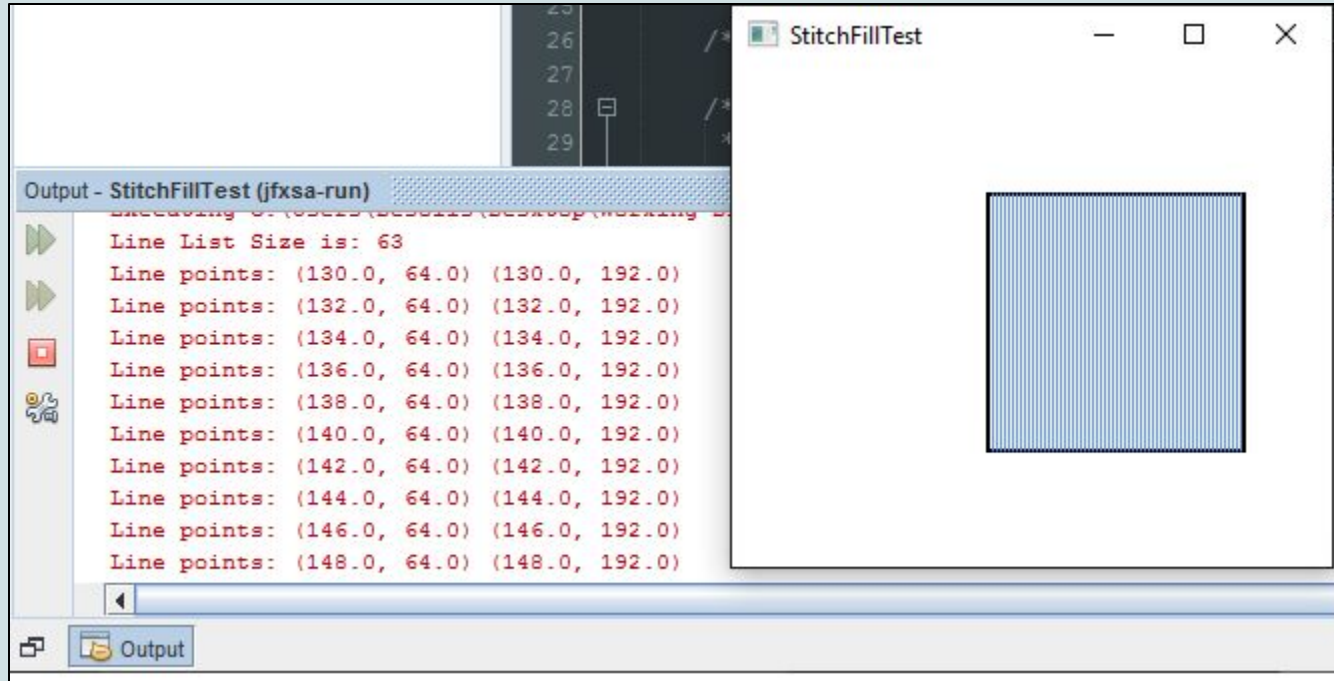 25
26 /*
27
28 /*
29 *
StitchFillTest
Output - StitchFillTest (jfxsa-run)
Line List Size is: 63
Line points: (130.0, 64.0) (130.0, 192.0)
Line points: (132.0, 64.0) (132.0, 192.0)
Line points: (134.0, 64.0) (134.0, 192.0)
Line points: (136.0, 64.0) (136.0, 192.0)
Line points: (138.0, 64.0) (138.0, 192.0)
Line points: (140.0, 64.0) (140.0, 192.0)
Line points: (142.0, 64.0) (142.0, 192.0)
Line points: (144.0, 64.0) (144.0, 192.0)
Line points: (146.0, 64.0) (146.0, 192.0)
Line points: (148.0, 64.0) (148.0, 192.0)
Output